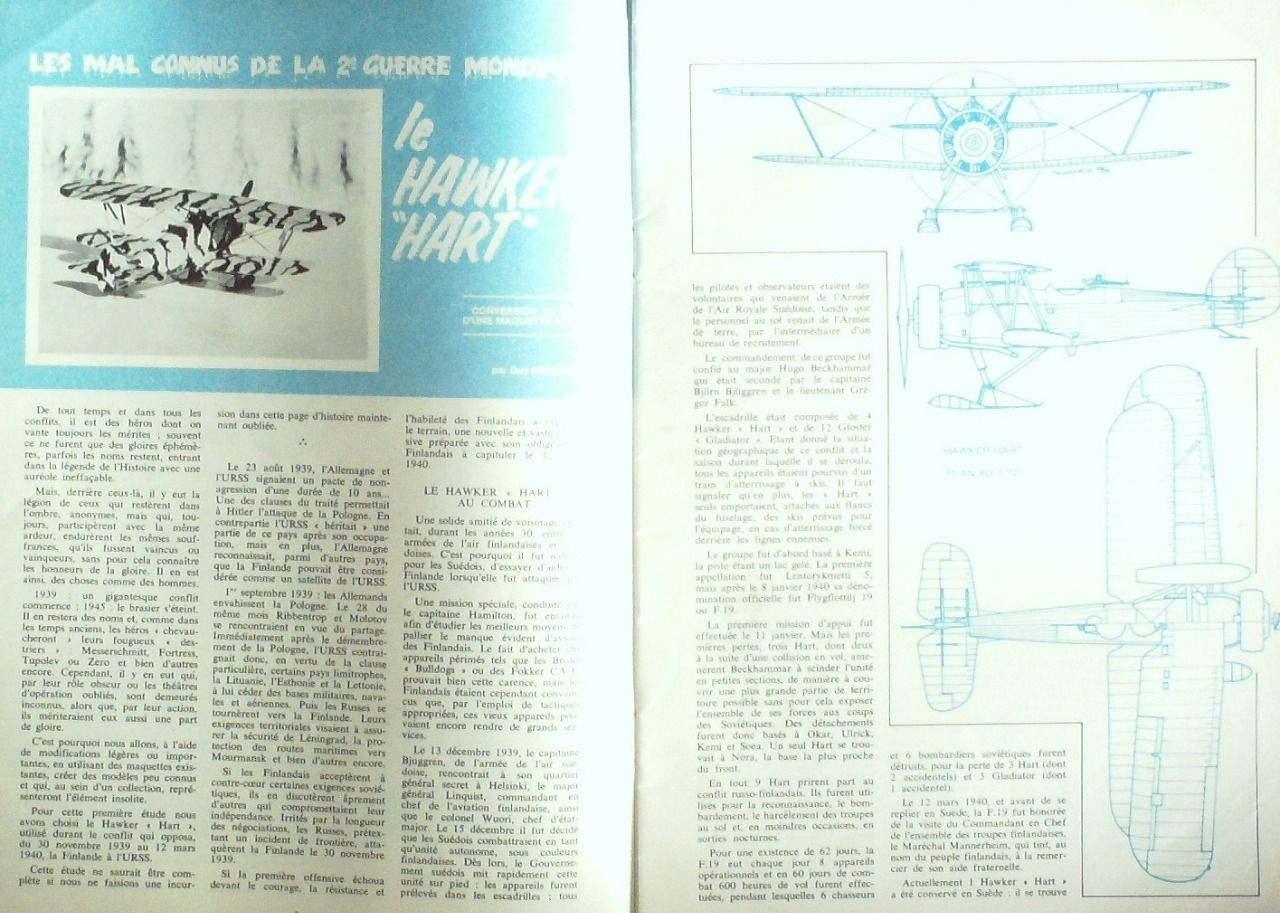 LES MAL CONNUS DE LA 2e GUERRE
le
HAWKE
"HART"
CONVERSION
D'UNE MAQUETTE
par Guy
De tout temps et dans tous les
conflits, il est des héros dont on
vante toujours les mérites ; souvent
ce ne furent que des gloires éphémè-
res, parfois les noms restent, entrant
dans la légende de l'Histoire avec une
auréole ineffaçable.
Mais, derrière ceux-là, il y eut la
légion de ceux qui restèrent dans
l'ombre, anonymes, mais qui, tou-
jours, participèrent avec la même
ardeur, endurèrent les mêmes souf-
frances, qu'ils fussent vaincus ou
vainqueurs, sans pour cela connaître
les honneurs de la gloire. Il en est
ainsi, des choses comme des hommes.
1939 : un gigantesque conflit
commence ; 1945 : le brasier s'éteint.
Il en restera des noms et, comme dans
les temps anciens, les héros « chevau-
cheront » leurs fougueux « des-
triers » Messerschmitt, Fortress,
Tupolev ou Zero et bien d'autres
encore. Cependant, il y en eut qui,
par leur rôle obscur ou les théâtres
d'opération oubliés, sont demeurés
inconnus, alors que, par leur action,
ils mériteraient eux aussi une part
de gloire.
C'est pourquoi nous allons, à l'aide
de modifications légères ou impor-
tantes, en utilisant des maquettes exis-
tantes, créer des modèles peu connus
et qui, au sein d'un collection, repré-
senteront l'élément insolite.
Pour cette première étude nous
avons choisi le Hawker « Hart »,
utilisé durant le conflit qui opposa,
du 30 novembre 1939 au 12 mars
1940, la Finlande à l'URSS.
Cette étude ne saurait être com-
plète si nous ne faisions une incur-
sion dans cette page d'histoire mainte-
nant oubliée.
Le 23 août 1939, l'Allemagne et
l'URSS signaient un pacte de non-
agression d'une durée de 10 ans...
Une des clauses du traité permettait
à Hitler l'attaque de la Pologne. En
contrepartie l'URSS « héritait » une
partie de ce pays après son occupa-
tion, mais en plus, l'Allemagne
reconnaissait, parmi d'autres pays,
que la Finlande pouvait être consi-
dérée comme un satellite de l'URSS.
1er septembre 1939 : les Allemands
envahissent la Pologne. Le 28 du
même mois Ribbentrop et Molotov
se rencontraient en vue du partage.
Immédiatement après le démembre-
ment de la Pologne, l'URSS contrai-
gnait donc, en vertu de la clause
particulière, certains pays limitrophes,
la Lituanie, l'Esthonie et la Lettonie,
à lui céder des bases militaires, nava-
les et aériennes. Puis les Russes se
tournèrent vers la Finlande. Leurs
exigences territoriales visaient à assu-
rer la sécurité de Léningrad, la pro-
tection des routes maritimes vers
Mourmansk et bien d'autres encore.
Si les Finlandais acceptèrent à
contre-cœur certaines exigences sovié-
tiques, ils en discutèrent âprement
d'autres qui compromettaient leur
indépendance. Irrités par la longueur
des négociations, les Russes, prétex-
tant un incident de frontière, atta-
quèrent la Finlande le 30 novembre
1939.
Si la première offensive échoua
devant le courage, la résistance et
l'habileté des Finlandais à
le terrain, une nouvelle et vaste
sive préparée avec soin
Finlandais à capituler le
1940.
LE HAWKER « HART
AU COMBAT
Une solide amitié de voisinage
tait, durant les années 30, entre
armées de l'air finlandaises et
doises. C'est pourquoi il fut
pour les Suédois, d'essayer d'aider
Finlande lorsqu'elle fut attaquée
l'URSS.
Une mission spéciale, conduite
le capitaine Hamilton, fut
afin d'étudier les meilleurs moyens
pallier le manque évident
des Finlandais. Le fait d'acheter
appareils périmés tels que les
« Bulldogs » ou des Fokker C.V.E
prouvait bien cette carence, mais
Finlandais étaient cependant
cus que, par l'emploi de tactiques
appropriées, ces vieux appareils
vaient encore rendre de grands
vices.
Le 13 décembre 1939, le capitaine
Bjuggren, de l'armée de l'air
doise, rencontrait à son quartier
général secret à Helsinki, le major
général Linquist, commandant en
chef de l'aviation finlandaise, ainsi
que le colonel Wuori, chef d'état-
major. Le 15 décembre il fut décidé
que les Suédois combattraient en tant
qu'unité autonome, sous couleurs
finlandaises. Dès lors, le Gouverne-
ment suédois mit rapidement cette
unité sur pied : les appareils furent
prélevés dans les escadrilles ; tous
les pilotes et observateurs étaient des
volontaires qui venaient de l'Armée
de l'Air Royale Suédoise, tandis que
le personnel au sol venait de l'Armée
de terre, par l'intermédiaire d'un
bureau de recrutement.
Le commandement de ce groupe fut
confié au major Hugo Beckhammar
qui était secondé par le capitaine
Björn Bjüggren et le lieutenant Gré-
gor Falk.
L'escadrille était composée de 4
Hawker « Hart » et de 12 Gloster
« Gladiator ». Etant donné la situa-
tion géographique de ce conflit et la
saison durant laquelle il se déroula,
tous les appareils étaient pourvus d'un
train d'atterrissage à skis. Il faut
signaler qu'en plus, les « Hart »
seuls emportaient, attachés aux flancs
du fuselage, des skis prévus pour
l'équipage, en cas d'atterrissage forcé
derrière les lignes ennemies.
Le groupe fut d'abord basé à Kemi,
la piste étant un lac gelé. La première
appellation fut Lentorykmetti 5,
mais après le 8 janvier 1940 sa déno-
mination officielle fut Flygflottilj 19
ou F.19.
La première mission d'appui fut
effectuée le 11 janvier. Mais les pre-
mières pertes, trois Hart, dont deux
à la suite d'une collision en vol, ame-
nèrent Beckhammar à scinder l'unité
en petites sections, de manière à cou-
vrir une plus grande partie de terri-
toire possible sans pour cela exposer
l'ensemble de ses forces aux coups
des Soviétiques. Des détachements
furent donc basés à Okar, Ulrick,
Kemi et Soea. Un seul Hart se trou-
vait à Nora, la base la plus proche
du front.
En tout 9 Hart prirent part au
conflit russo-finlandais. Ils furent uti-
lisés pour la reconnaissance, le bom-
bardement, le harcèlement des troupes
au sol et, en moindres occasions, en
sorties nocturnes.
Pour une existence de 62 jours, la
F.19 eut chaque jour 8 appareils
opérationnels et en 60 jours de com-
bat 600 heures de vol furent effec-
tuées, pendant lesquelles 6 chasseurs
HAWKER HART
PLAN AU 1/72
et 6 bombardiers soviétiques furent
détruits, pour la perte de 3 Hart (dont
2 accidentels) et 3 Gladiator (dont
1 accidentel).
Le 12 mars 1940, et avant de se
replier en Suède, la F.19 fut honorée
de la visite du Commandant en Chef
de l'ensemble des troupes finlandaises,
le Maréchal Mannerheim, qui tint, au
nom du peuple finlandais, à la remer-
cier de son aide fraternelle.
Actuellement 1 Hawker « Hart »
a été conservé en Suède ; il se trouve